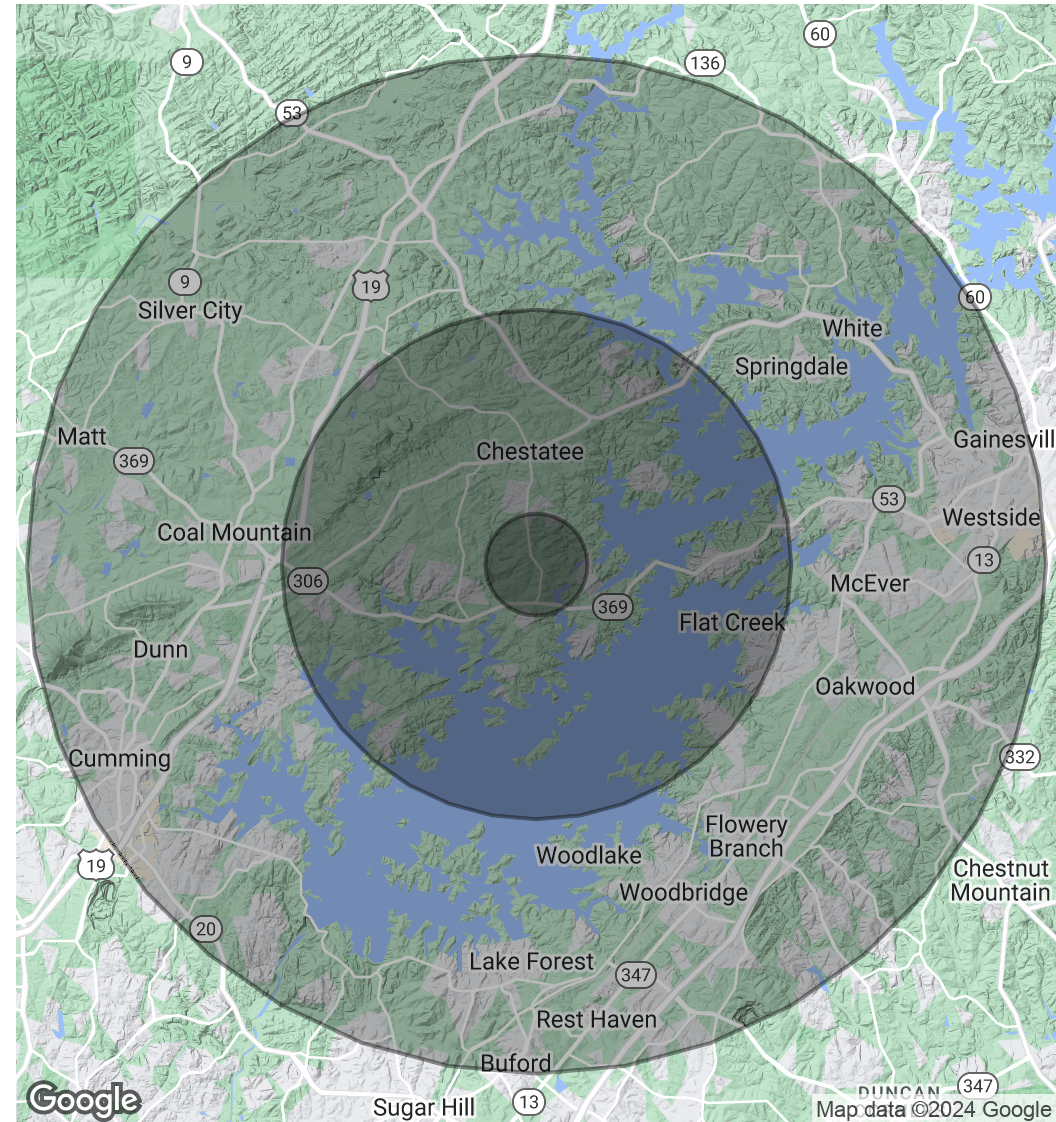 60
9
136
53
9
19
Silver City
60
White
Springdale
Matt
Gainesvill
Chestatee
369
53
Westside
Coal Mountain
13
306
McEver
369
Flat Creek
Dunn
Oakwood
Cumming
332
Flowery
Branch
Woodlake
19
Chestnut
Mountain
Woodbridge
20
Lake Forest
347
Rest Haven
Buford
347
DUNCAN
Google
13
Sugar Hill
Map data ©2024 Google